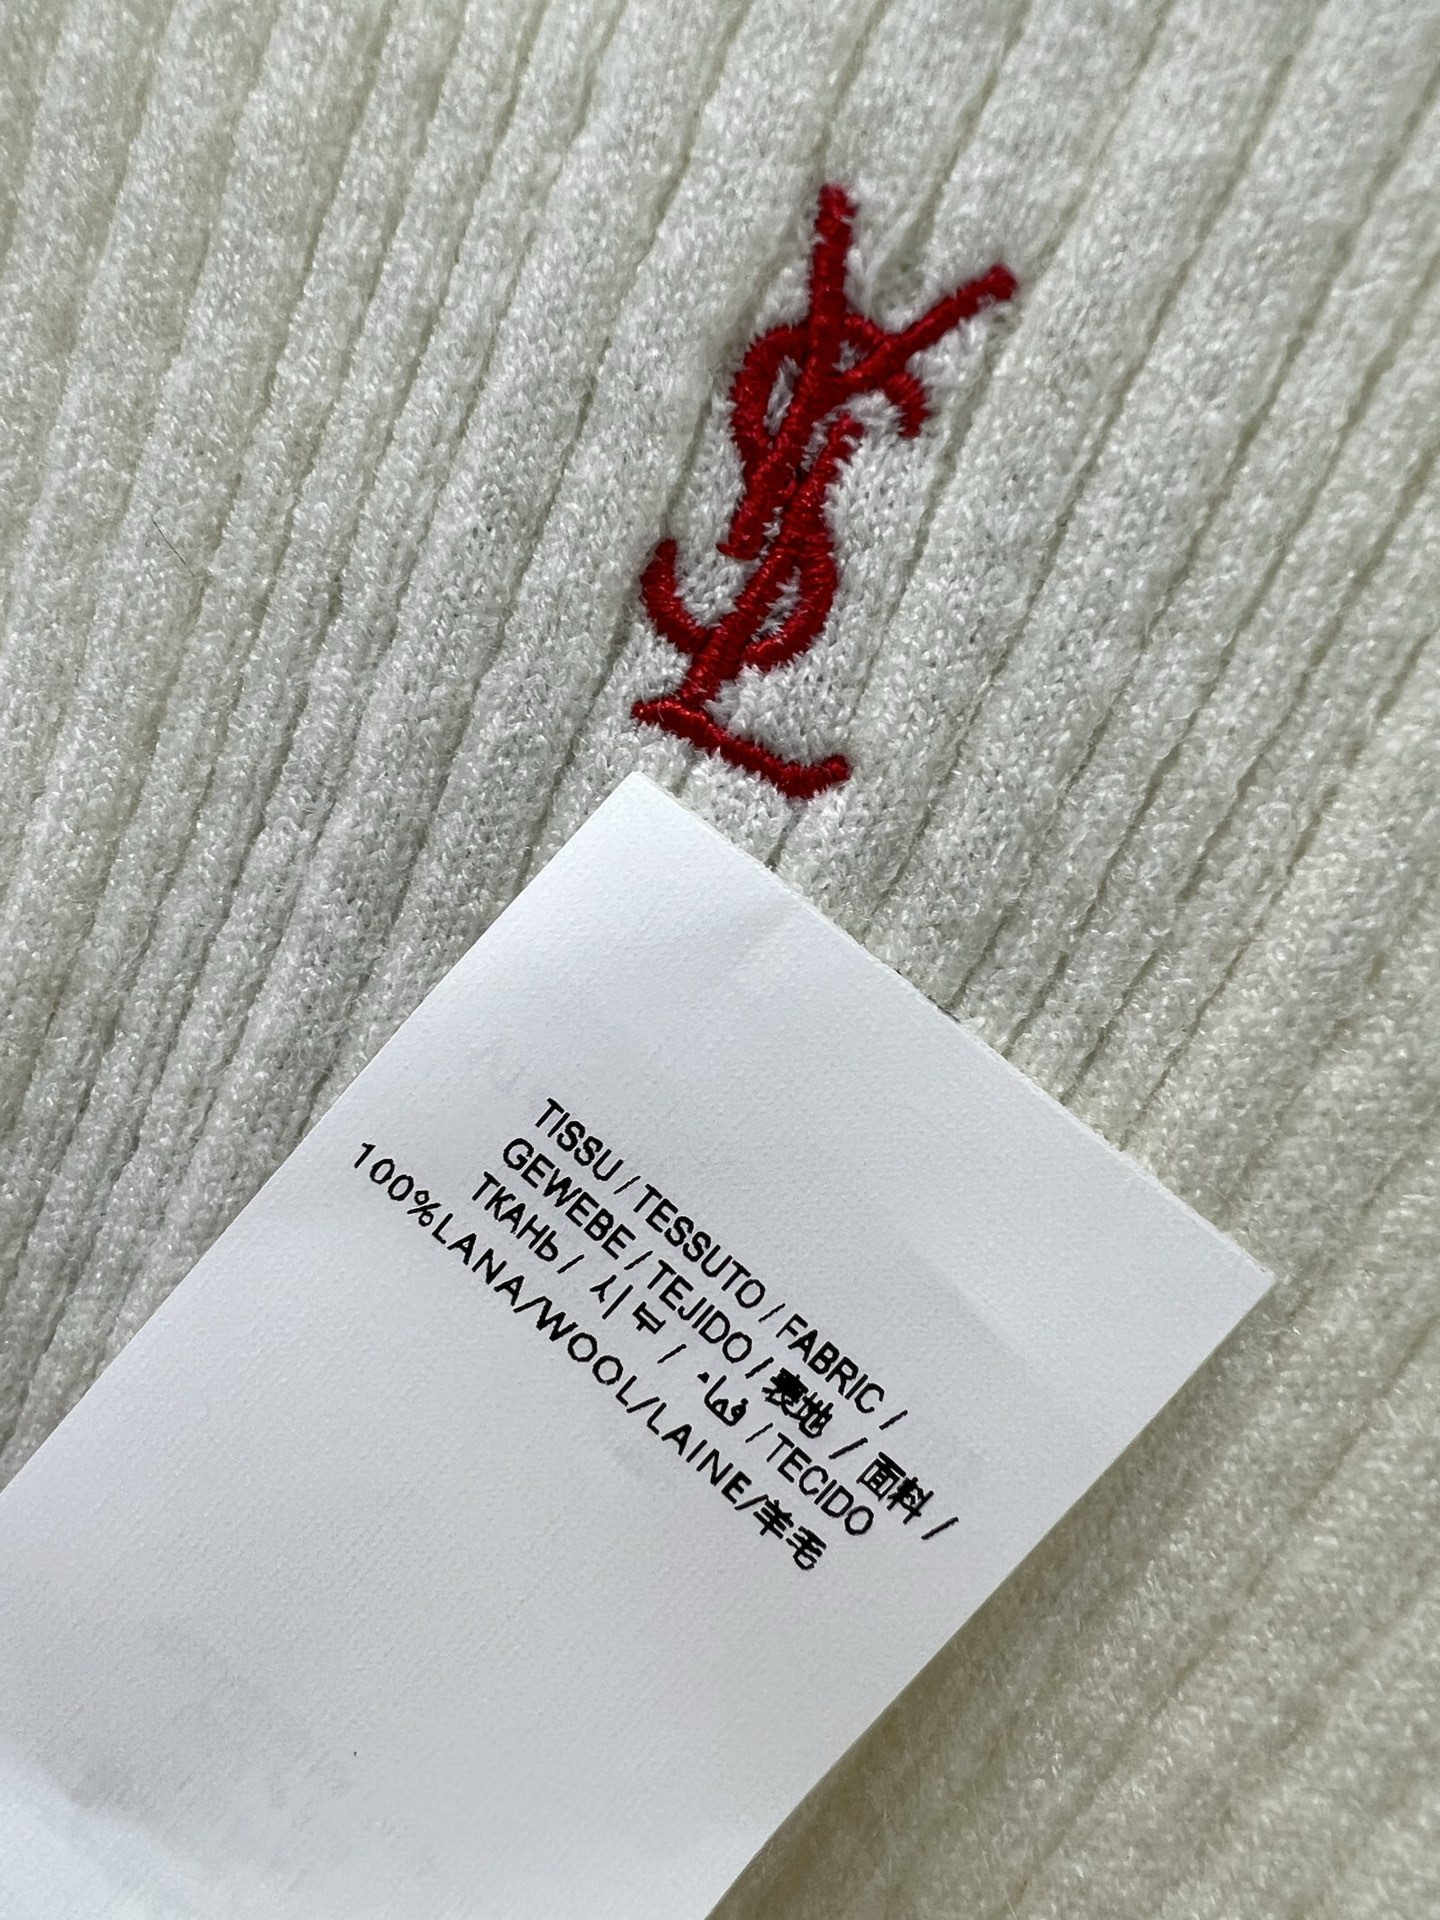 YSL
TISSU / TESSUTO / FABRIC /
GEWEBE / TEJIDO / 表地 / 面料 /
ТКАНЬ / 시부 / قماش / TECIDO
100%LANA/WOOL/LAINE/羊毛